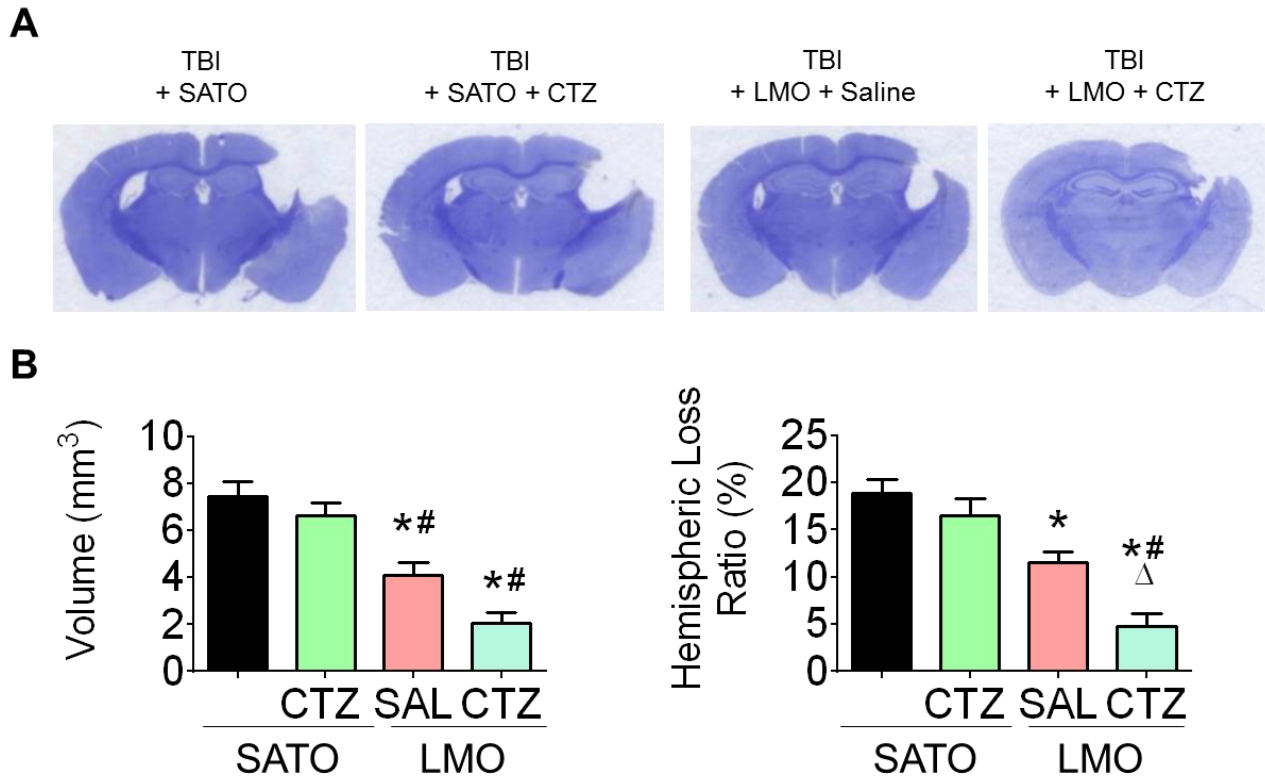 A
TBI
+ SATO
TBI
+ SATO + CTZ
TBI
+ LMO + Saline
TBI
+ LMO + CTZ
B
Volume (mm³)
10
8
6
4
2
0
*#
*#
CTZ SAL CTZ
SATO LMO
Hemispheric Loss
Ratio (%)
25
20
15
10
5
0
*
*#
Δ
CTZ SAL CTZ
SATO LMO